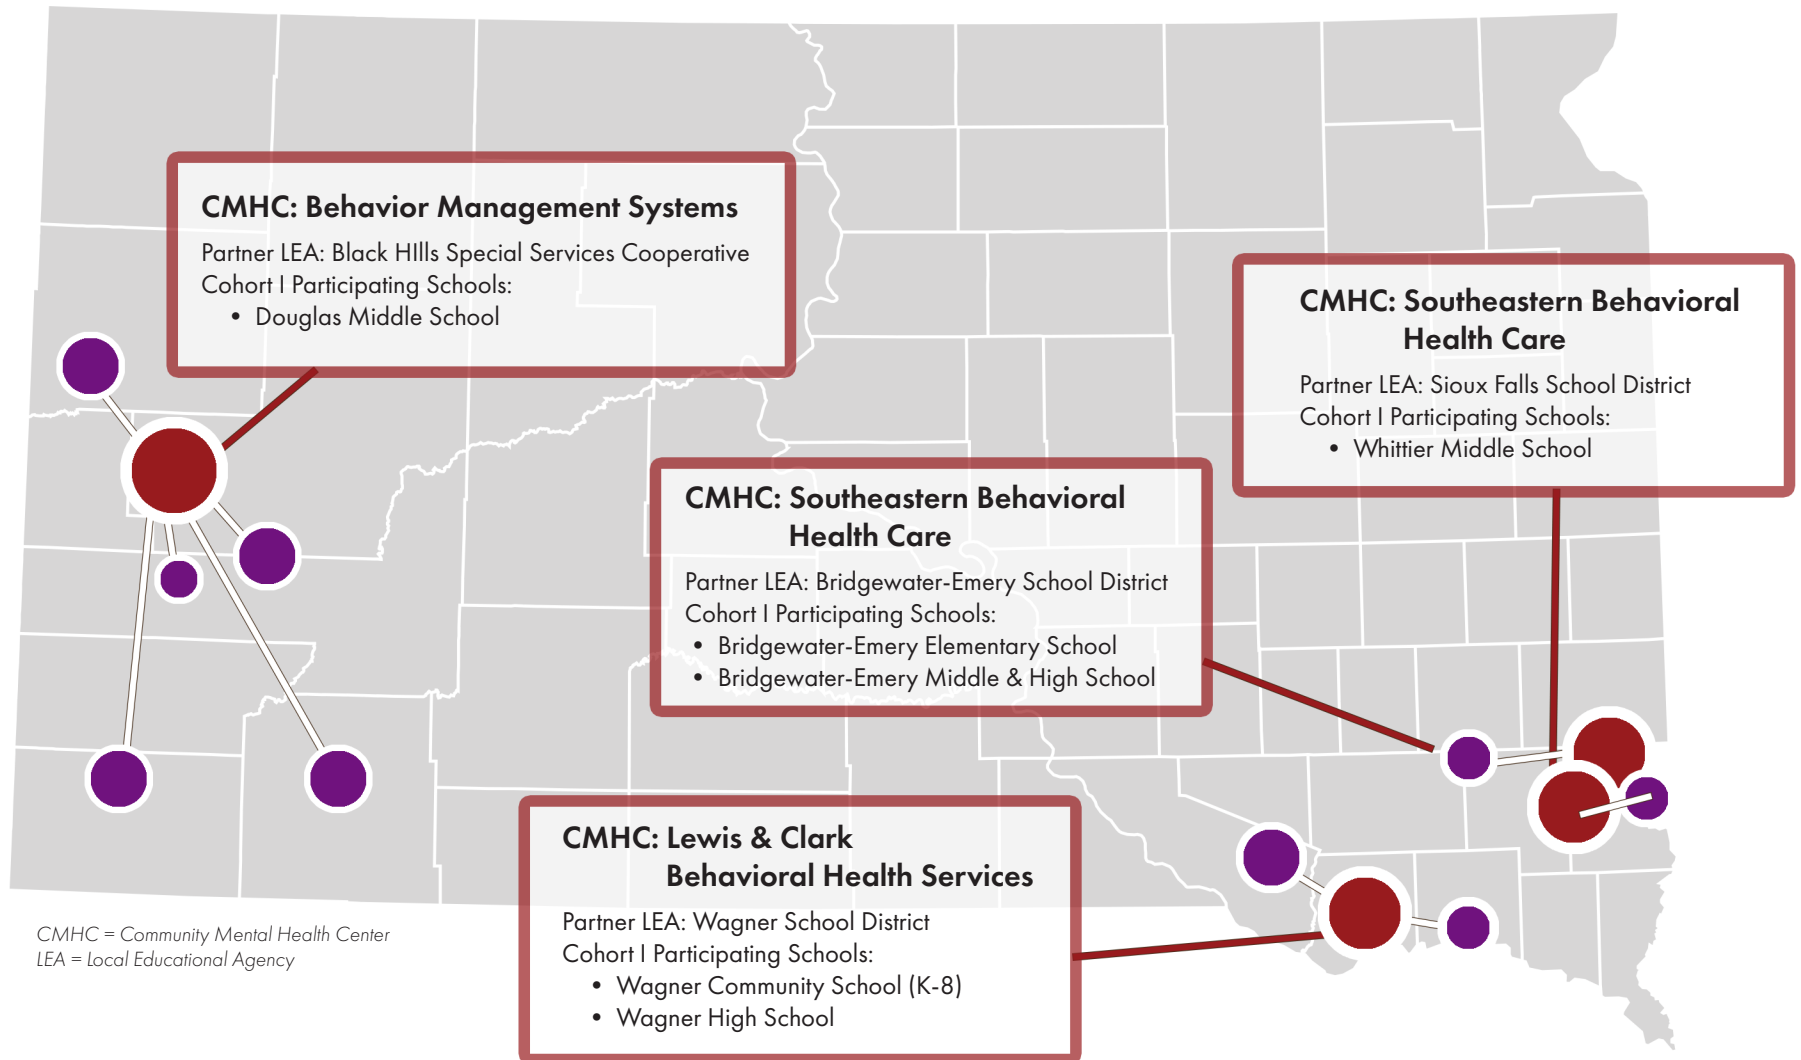 CMHC: Behavior Management Systems
Partner LEA: Black HIlls Special Services Cooperative
Cohort I Participating Schools:
• Douglas Middle School
CMHC: Southeastern Behavioral
Health Care
Partner LEA: Sioux Falls School District
Cohort I Participating Schools:
• Whittier Middle School
CMHC: Southeastern Behavioral
Health Care
Partner LEA: Bridgewater-Emery School District
Cohort I Participating Schools:
• Bridgewater-Emery Elementary School
• Bridgewater-Emery Middle & High School
CMHC: Lewis & Clark
Behavioral Health Services
Partner LEA: Wagner School District
Cohort I Participating Schools:
• Wagner Community School (K-8)
• Wagner High School
CMHC = Community Mental Health Center
LEA = Local Educational Agency